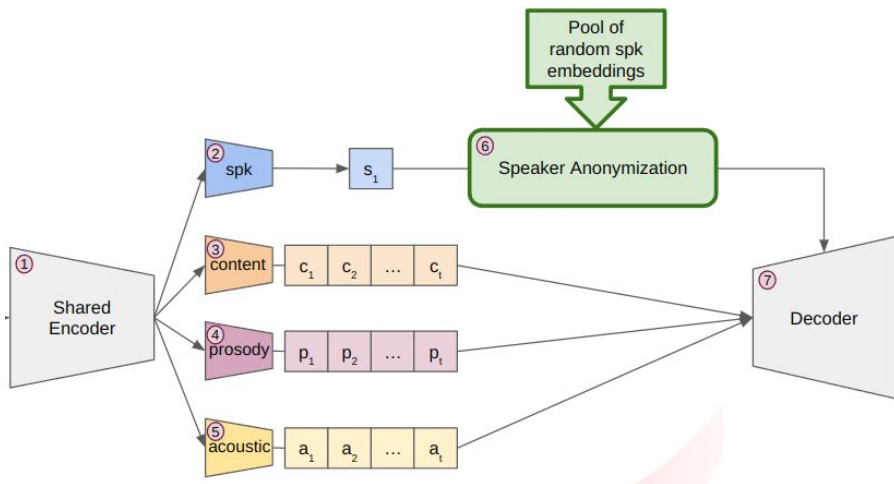 Pool of
random spk
embeddings
① Shared
Encoder
② spk
s₁
⑥ Speaker Anonymization
③ content
c₁ c₂ ... cₜ
④ prosody
p₁ p₂ ... pₜ
⑤ acoustic
a₁ a₂ ... aₜ
⑦ Decoder